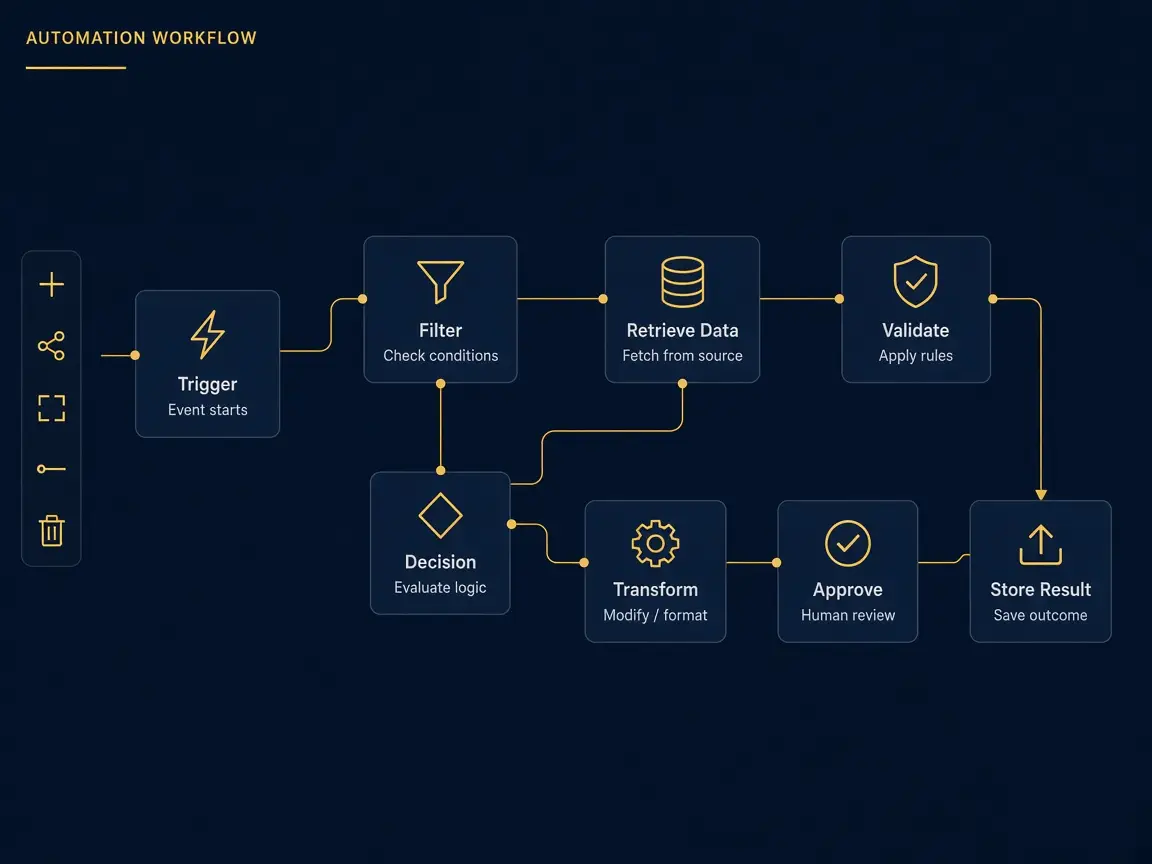 AUTOMATION WORKFLOW
Trigger
Event starts
Filter
Check conditions
Retrieve Data
Fetch from source
Validate
Apply rules
Decision
Evaluate logic
Transform
Modify / format
Approve
Human review
Store Result
Save outcome